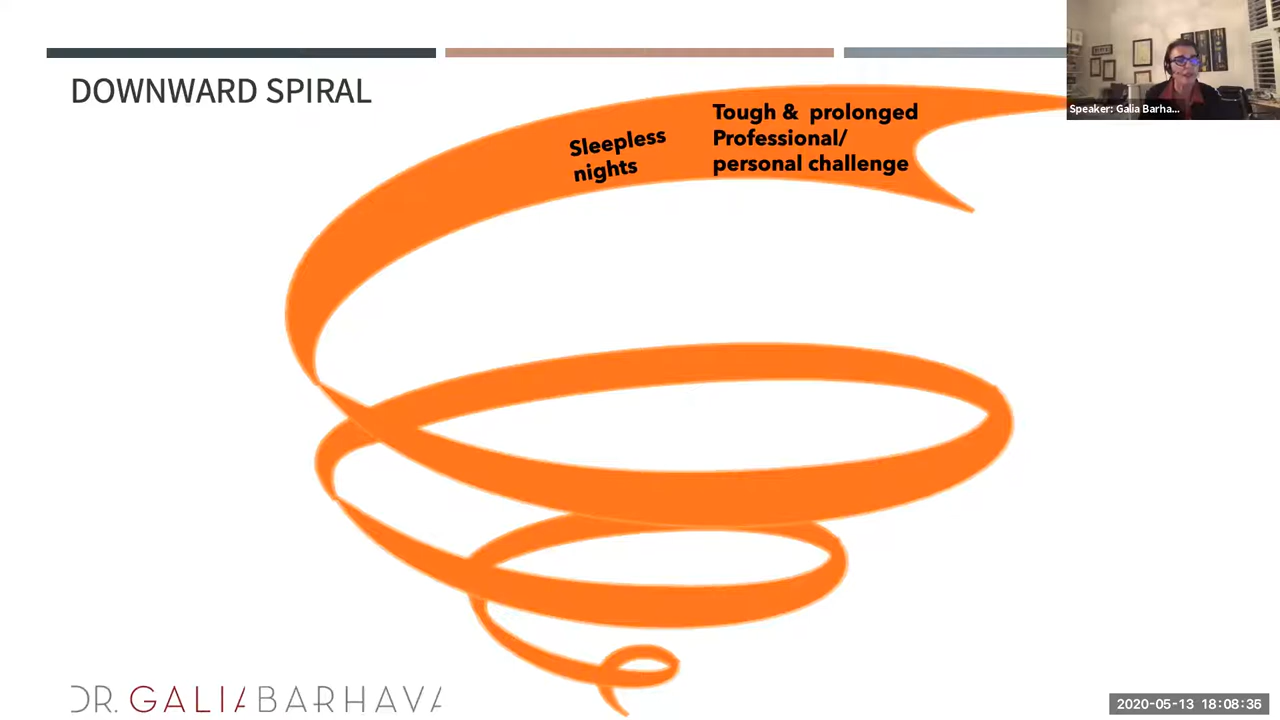 DOWNWARD SPIRAL
Sleepless
nights
Tough & prolonged
Professional/
personal challenge
Speaker: Galia Barha...
DR. GALIA BARHAVA
2020-05-13 18:08:36